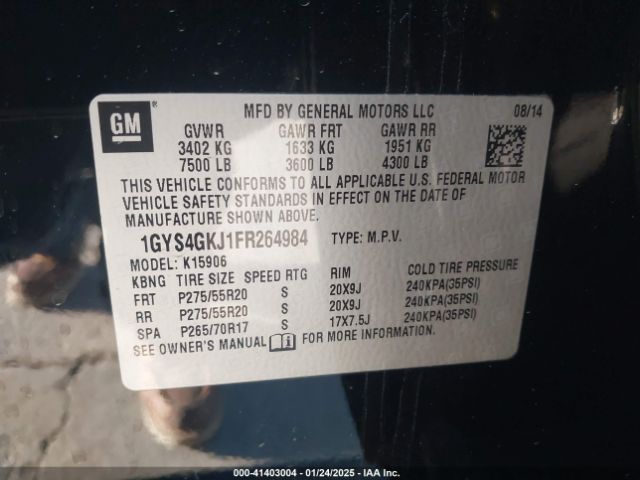 GM ®
MFD BY GENERAL MOTORS LLC 08/14
GVWR GAWR FRT GAWR RR
3402 KG 1633 KG 1951 KG
7500 LB 3600 LB 4300 LB
THIS VEHICLE CONFORMS TO ALL APPLICABLE U.S. FEDERAL MOTOR
VEHICLE SAFETY STANDARDS IN EFFECT ON THE DATE OF
MANUFACTURE SHOWN ABOVE.
1GYS4GKJ1FR264984 TYPE: M.P.V.
MODEL: K15906
KBNG TIRE SIZE SPEED RTG RIM COLD TIRE PRESSURE
FRT P275/55R20 S 20X9J 240KPA(35PSI)
RR P275/55R20 S 20X9J 240KPA(35PSI)
SPA P265/70R17 S 17X7.5J 240KPA(35PSI)
SEE OWNER'S MANUAL FOR MORE INFORMATION.
000-41403004 - 01/24/2025 - IAA Inc.